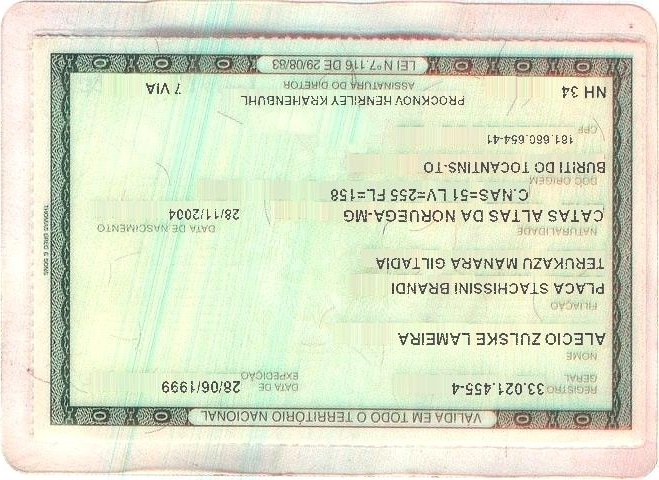 VÁLIDA EM TODO O TERRITÓRIO NACIONAL
REGISTRO GERAL 33.021.455-4 DATA DE EXPEDIÇÃO 28/06/1999
NOME
ALECIO ZULSKE LAMEIRA
FILIAÇÃO
PLACA STACHISSINI BRANDI
TERUKAZU MANARA GILTADIA
NATURALIDADE DATA DE NASCIMENTO
CATAS ALTAS DA NORUEGA-MG 28/11/2004
DOC ORIGEM C.NAS=51 LV=255 FL=158
BURITI DO TOCANTINS-TO
CPF 181.660.654-41
PROCKNOV HENRILEY KRAHENBUHL
NH 34 ASSINATURA DO DIRETOR 7 VIA
LEI Nº 7.116 DE 29/08/83
THOMAS GREG & SONS